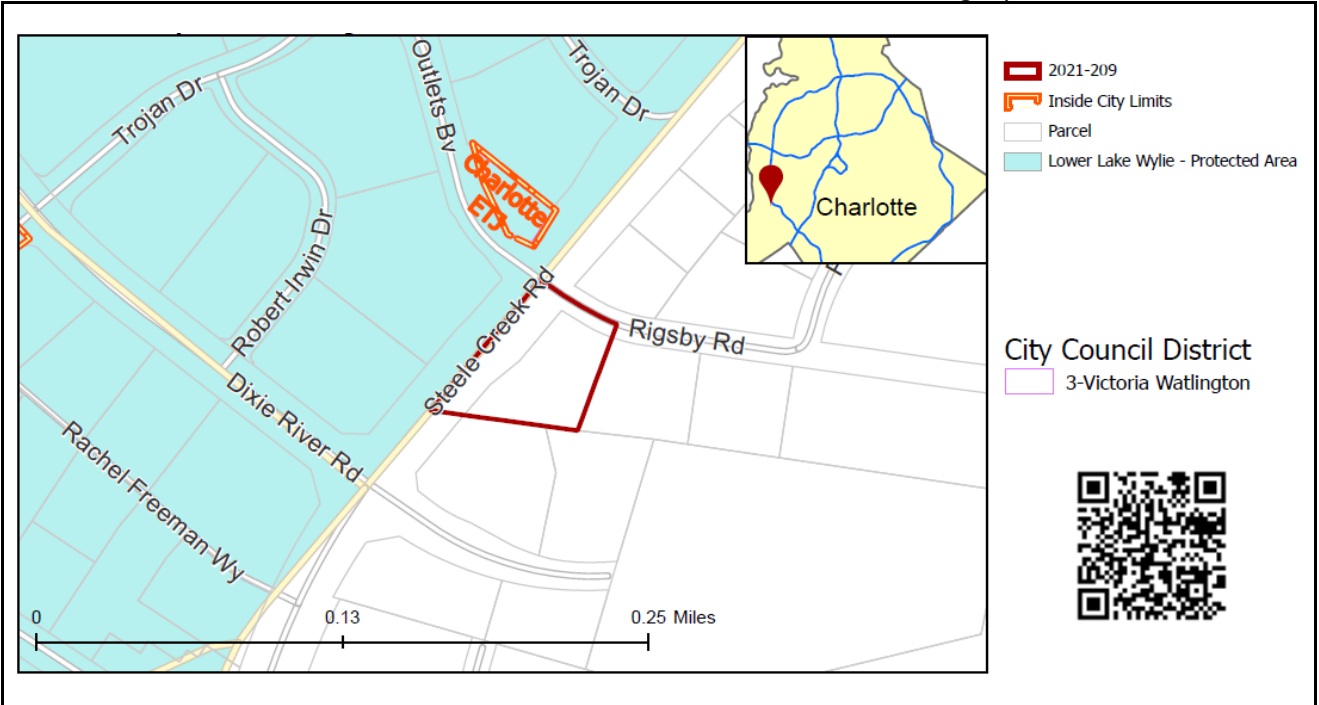 Outlets Bv
Trojan Dr
Trojan Dr
Charlotte
ETJ
Robert Irwin Dr
Steele Creek Rd
Rigsby Rd
Dixie River Rd
Rachel Freeman Wy
0
0.13
0.25 Miles
Charlotte
2021-209
Inside City Limits
Parcel
Lower Lake Wylie - Protected Area
City Council District
3-Victoria Watlington